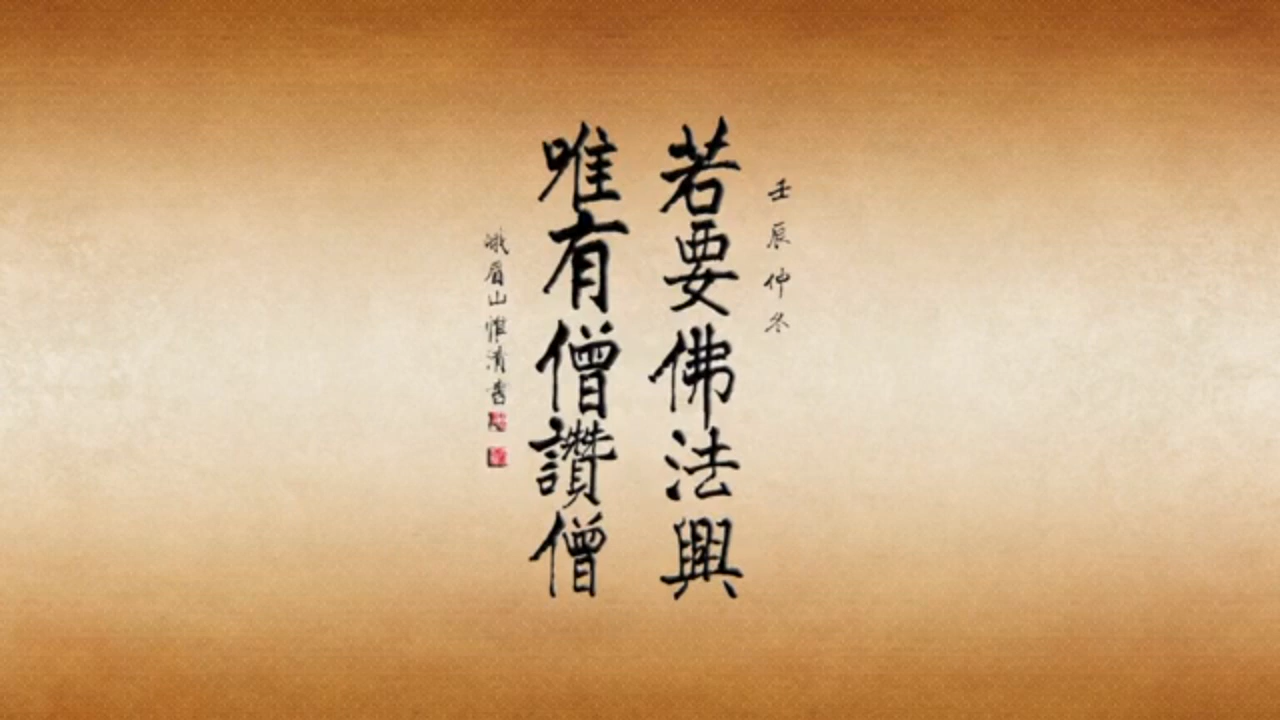 壬辰仲冬
若要佛法興
唯有僧讚僧
峨眉山惟清書